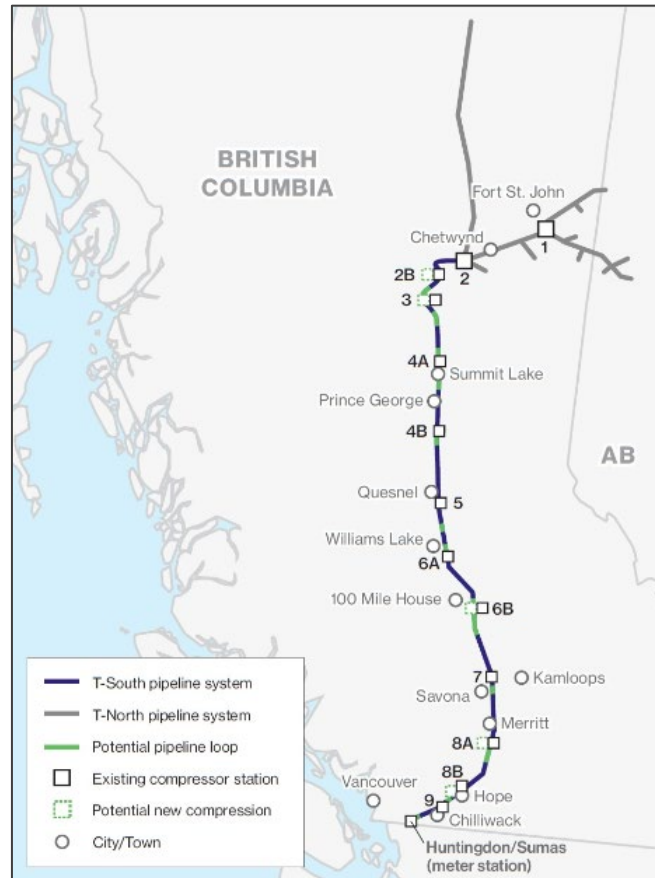 BRITISH
COLUMBIA
Fort St. John
Chetwynd
1
2
2B
3
4A
Summit Lake
Prince George
4B
AB
Quesnel
5
Williams Lake
6A
100 Mile House
6B
7
Kamloops
Savona
Merritt
8A
8B
Vancouver
Hope
9
Chilliwack
Huntingdon/Sumas
(meter station)
T-South pipeline system
T-North pipeline system
Potential pipeline loop
Existing compressor station
Potential new compression
City/Town